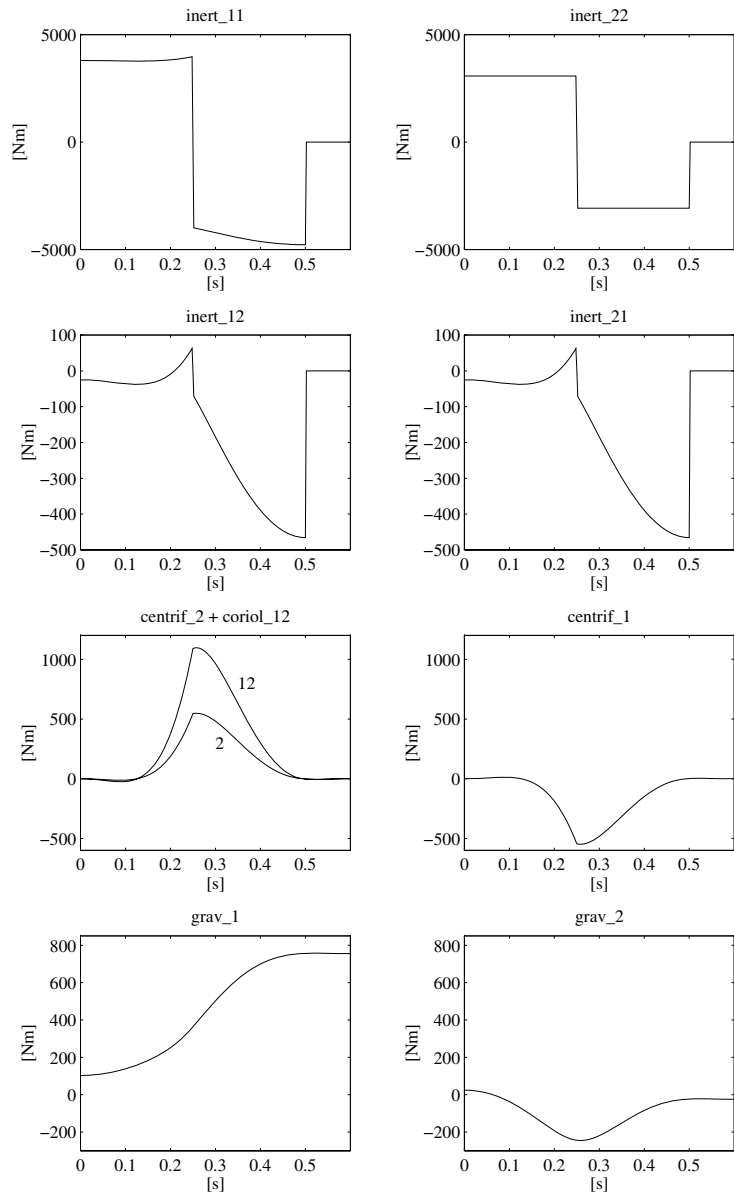 inert_11
inert_22
5000
0
−5000
[Nm]
0 0.1 0.2 0.3 0.4 0.5
[s]
5000
0
−5000
[Nm]
0 0.1 0.2 0.3 0.4 0.5
[s]
inert_12
inert_21
100
0
−100
−200
−300
−400
−500
[Nm]
0 0.1 0.2 0.3 0.4 0.5
[s]
100
0
−100
−200
−300
−400
−500
[Nm]
0 0.1 0.2 0.3 0.4 0.5
[s]
centrif_2 + coriol_12
centrif_1
1000
500
0
−500
[Nm]
12
2
0 0.1 0.2 0.3 0.4 0.5
[s]
1000
500
0
−500
[Nm]
0 0.1 0.2 0.3 0.4 0.5
[s]
grav_1
grav_2
800
600
400
200
0
−200
[Nm]
0 0.1 0.2 0.3 0.4 0.5
[s]
800
600
400
200
0
−200
[Nm]
0 0.1 0.2 0.3 0.4 0.5
[s]